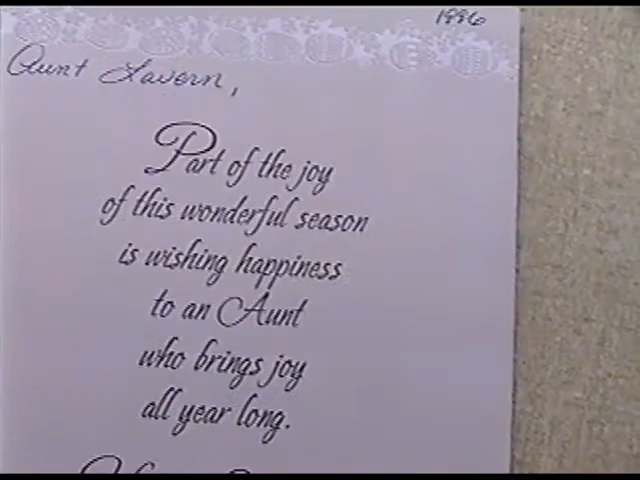 1996
Aunt Lavern,
Part of the joy
of this wonderful season
is wishing happiness
to an Aunt
who brings joy
all year long.